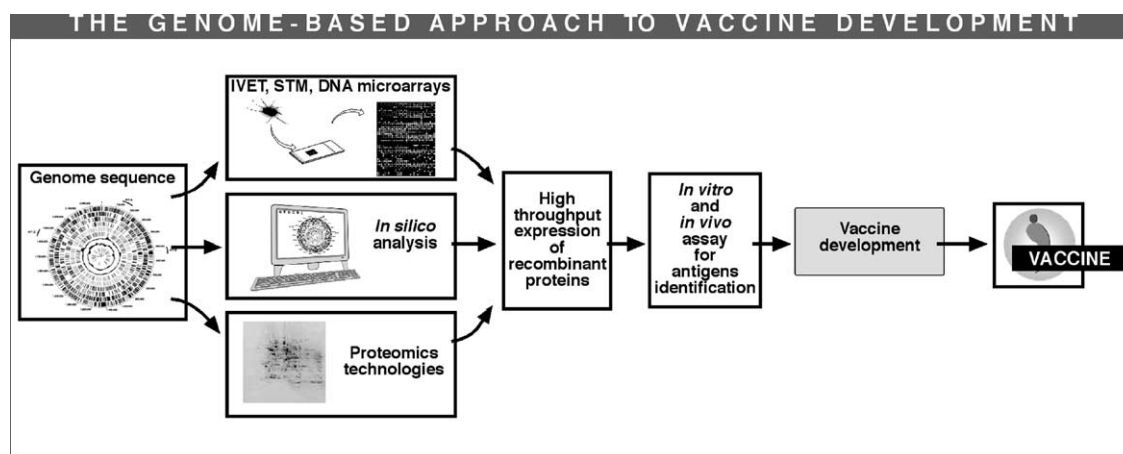 THE GENOME-BASED APPROACH TO VACCINE DEVELOPMENT
Genome sequence
IVET, STM, DNA microarrays
In silico
analysis
Proteomics
technologies
High
throughput
expression of
recombinant
proteins
In vitro
and
in vivo
assay
for
antigens
identification
Vaccine
development
VACCINE